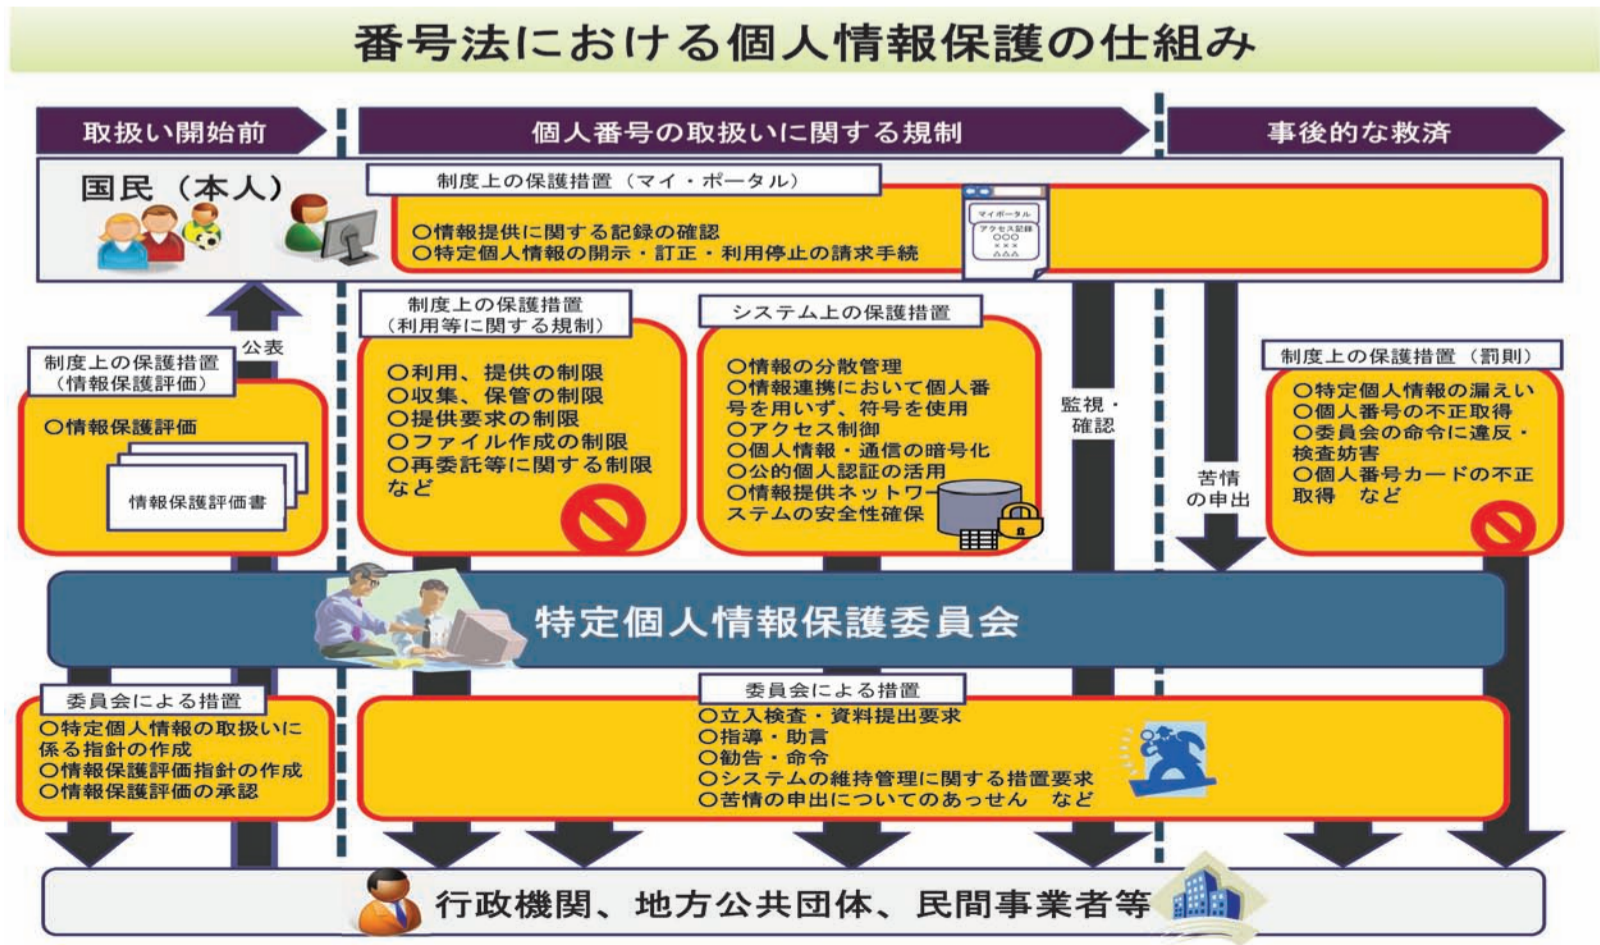 番号法における個人情報保護の仕組み
取扱い開始前
個人番号の取扱いに関する規制
事後的な救済
国民（本人）
制度上の保護措置（マイ・ポータル）
○情報提供に関する記録の確認
○特定個人情報の開示・訂正・利用停止の請求手続
マイポータル
アクセス記録
○○○
×××
△△△
公表
制度上の保護措置
（情報保護評価）
○情報保護評価
情報保護評価書
制度上の保護措置
（利用等に関する規制）
○利用、提供の制限
○収集、保管の制限
○提供要求の制限
○ファイル作成の制限
○再委託等に関する制限
など
システム上の保護措置
○情報の分散管理
○情報連携において個人番
号を用いず、符号を使用
○アクセス制御
○個人情報・通信の暗号化
○公的個人認証の活用
○情報提供ネットワー
ステムの安全性確保
監視・
確認
苦情
の申出
制度上の保護措置（罰則）
○特定個人情報の漏えい
○個人番号の不正取得
○委員会の命令に違反・
検査妨害
○個人番号カードの不正
取得　など
特定個人情報保護委員会
委員会による措置
○特定個人情報の取扱いに
係る指針の作成
○情報保護評価指針の作成
○情報保護評価の承認
委員会による措置
○立入検査・資料提出要求
○指導・助言
○勧告・命令
○システムの維持管理に関する措置要求
○苦情の申出についてのあっせん　など
行政機関、地方公共団体、民間事業者等